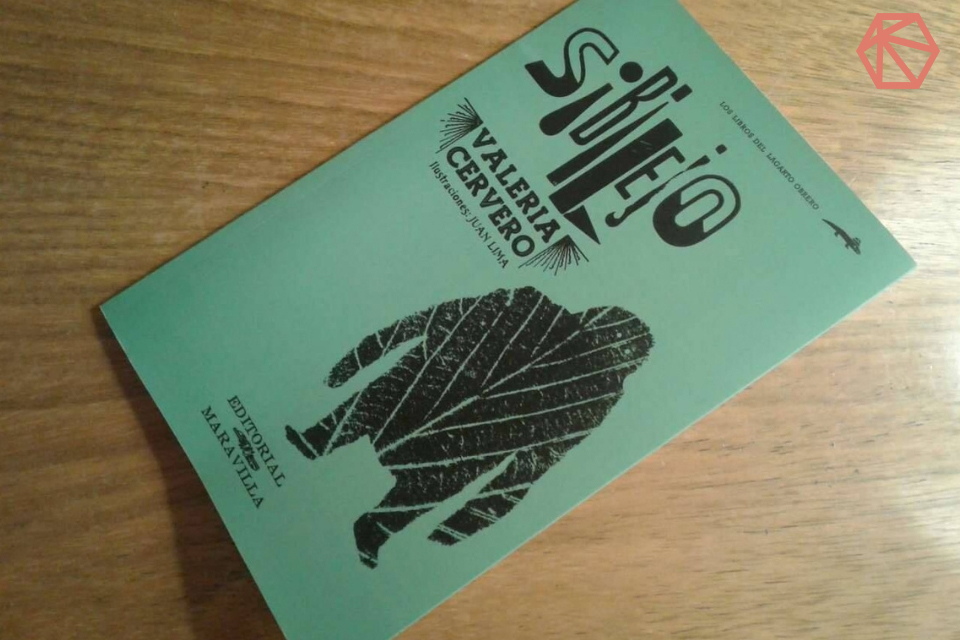 LOS LIBROS DEL LAGARTO OBRERO
SiBiLEjO
VALERIA
CERVERO
Ilustraciones: JUAN LIMA
EDITORIAL
MARAVILLA